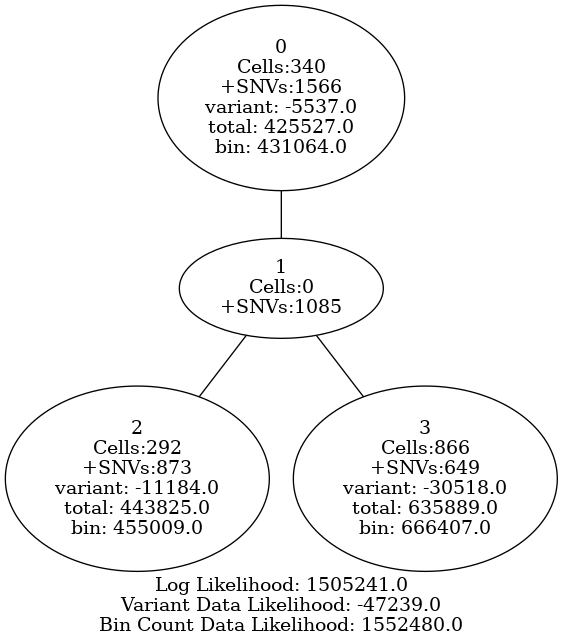 0
Cells:340
+SNVs:1566
variant: -5537.0
total: 425527.0
bin: 431064.0
1
Cells:0
+SNVs:1085
2
Cells:292
+SNVs:873
variant: -11184.0
total: 443825.0
bin: 455009.0
3
Cells:866
+SNVs:649
variant: -30518.0
total: 635889.0
bin: 666407.0
Log Likelihood: 1505241.0
Variant Data Likelihood: -47239.0
Bin Count Data Likelihood: 1552480.0